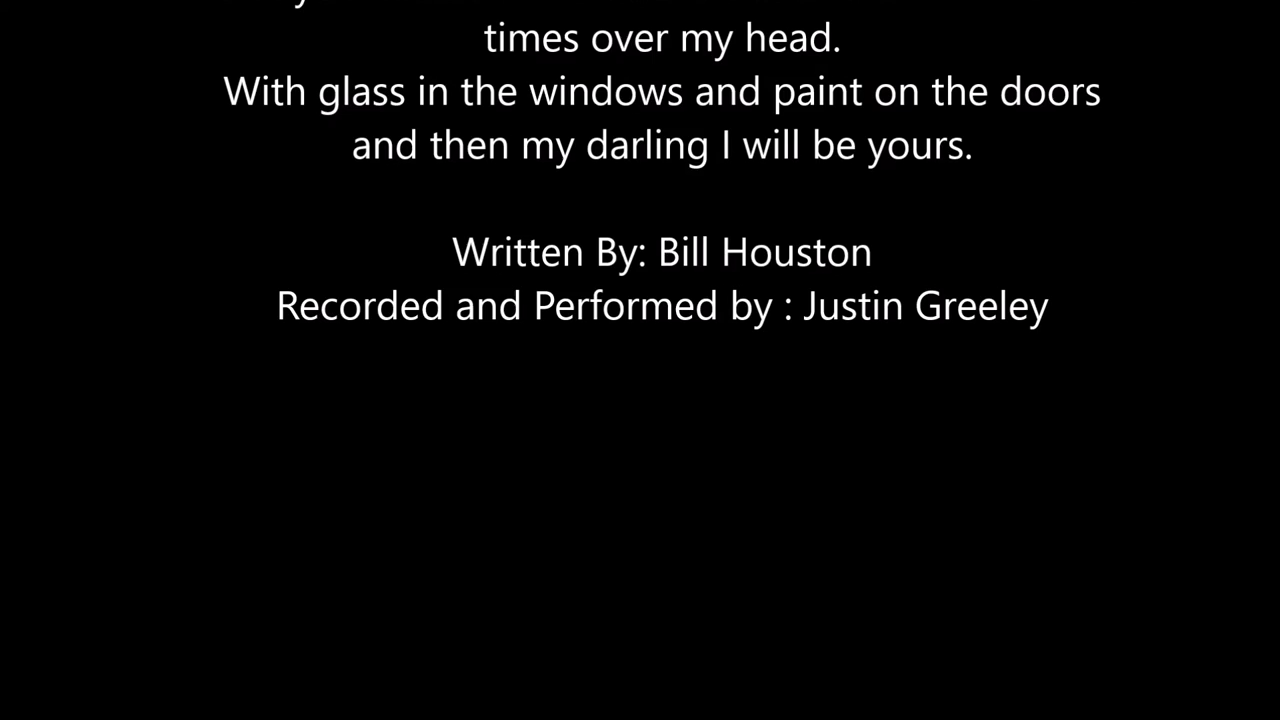 times over my head.
With glass in the windows and paint on the doors
and then my darling I will be yours.
Written By: Bill Houston
Recorded and Performed by : Justin Greeley